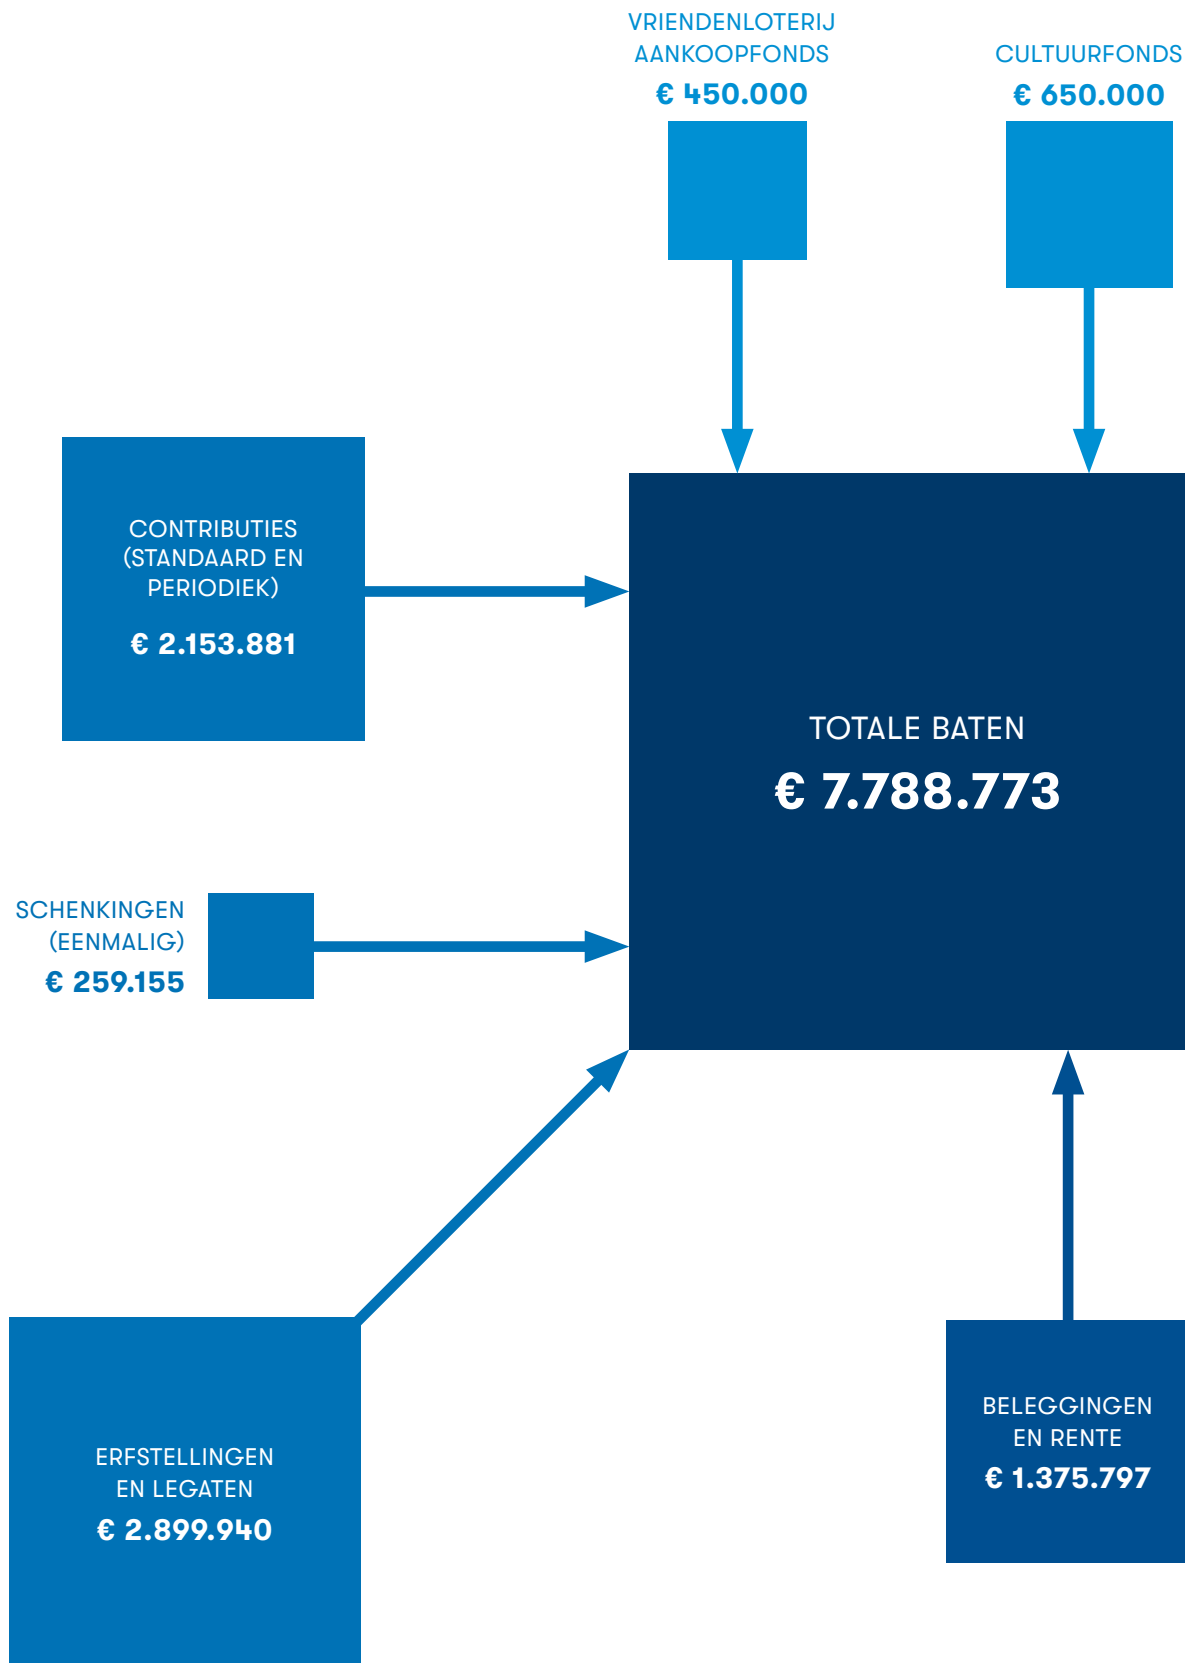 VRIENDENLOTERIJ
AANKOOPFONDS
€ 450.000
CULTUURFONDS
€ 650.000
CONTRIBUTIES
(STANDAARD EN
PERIODIEK)
€ 2.153.881
TOTALE BATEN
€ 7.788.773
SCHENKINGEN
(EENMALIG)
€ 259.155
ERFSTELLINGEN
EN LEGATEN
€ 2.899.940
BELEGGINGEN
EN RENTE
€ 1.375.797